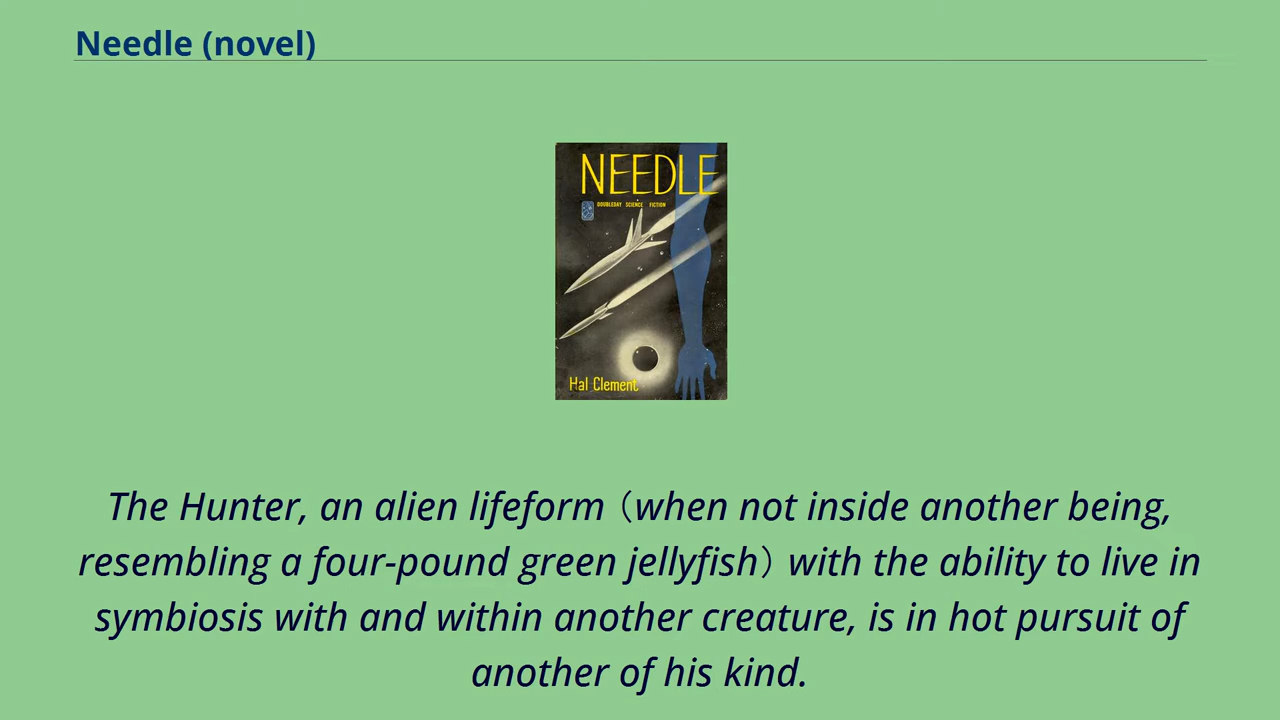 Needle (novel)
NEEDLE
DOUBLEDAY SCIENCE FICTION
Hal Clement
The Hunter, an alien lifeform（when not inside another being,
resembling a four-pound green jellyfish）with the ability to live in
symbiosis with and within another creature, is in hot pursuit of
another of his kind.